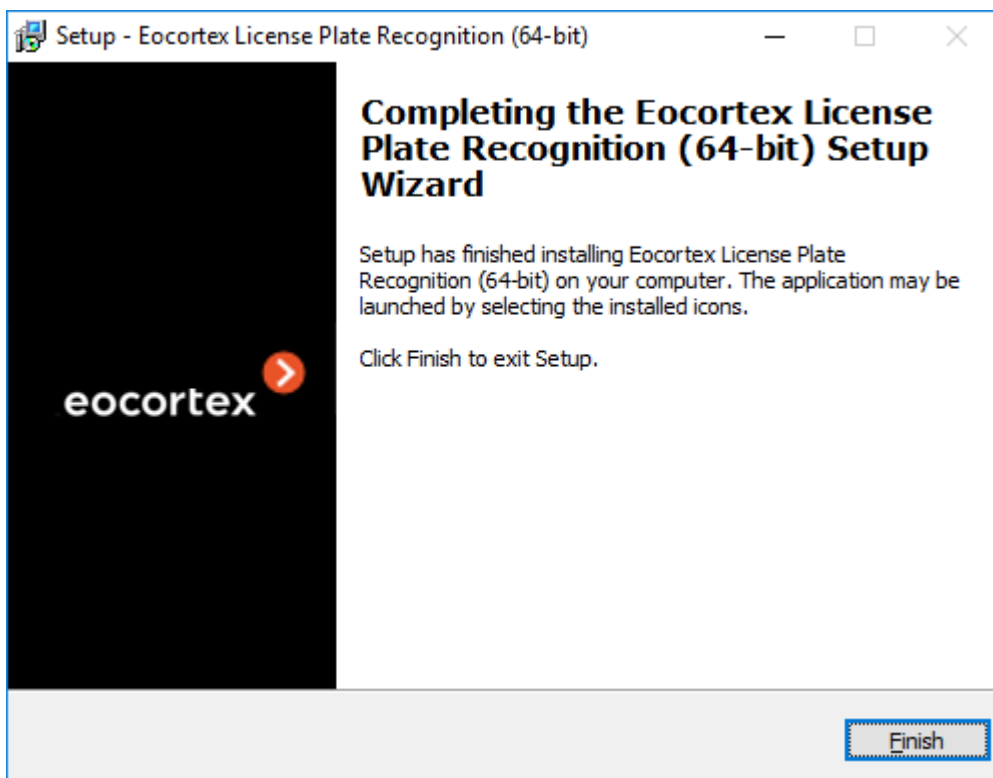 Setup - Eocortex License Plate Recognition (64-bit)
Completing the Eocortex License
Plate Recognition (64-bit) Setup
Wizard
Setup has finished installing Eocortex License Plate
Recognition (64-bit) on your computer. The application may be
launched by selecting the installed icons.
Click Finish to exit Setup.
eocortex
Finish